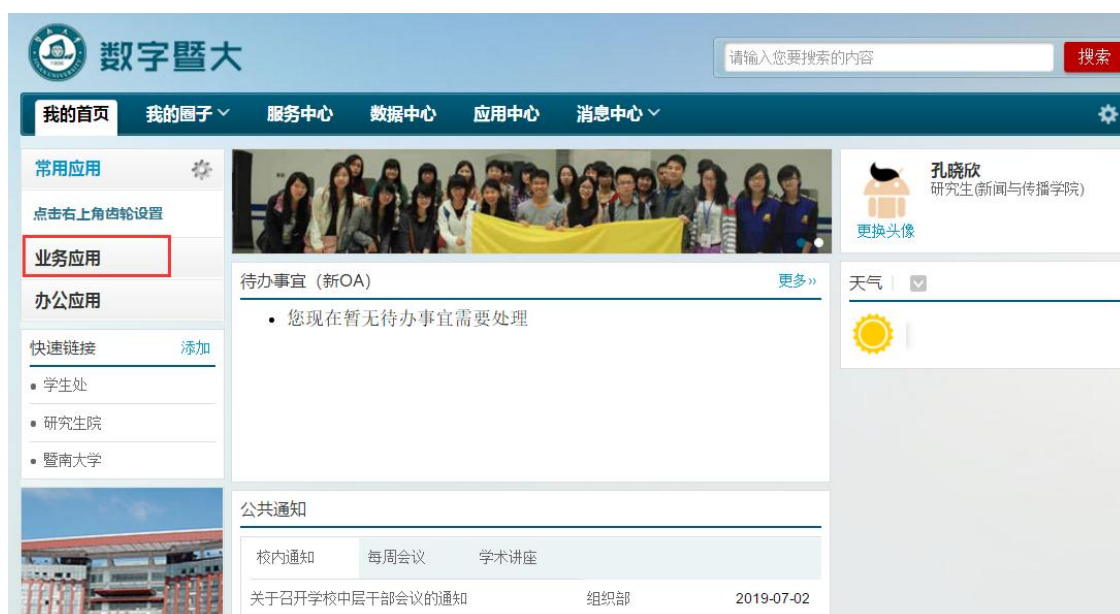 数字暨大
请输入您要搜索的内容
搜索
我的首页 我的圈子 服务中心 数据中心 应用中心 消息中心
常用应用
点击右上角齿轮设置
业务应用
办公应用
快速链接 添加
学生处
研究生院
暨南大学
待办事宜（新OA） 更多»
您现在暂无待办事宜需要处理
公共通知
校内通知 每周会议 学术讲座
关于召开学校中层干部会议的通知 组织部 2019-07-02
孔晓欣
研究生(新闻与传播学院)
更换头像
天气